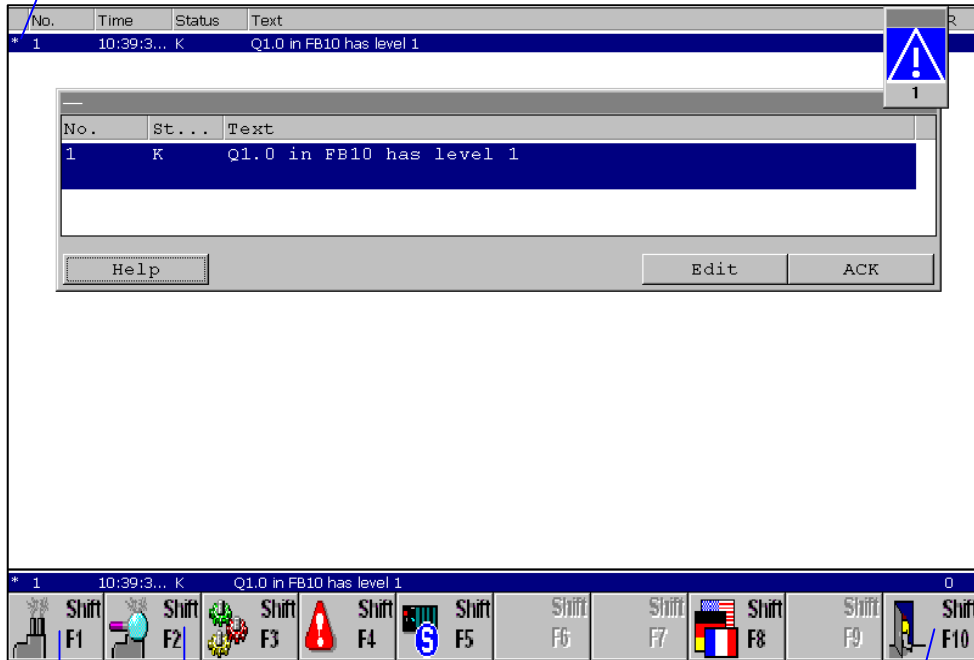 No. Time Status Text R
* 1 10:39:3... K Q1.0 in FB10 has level 1
1
No. St... Text
1 K Q1.0 in FB10 has level 1
Help Edit ACK
* 1 10:39:3... K Q1.0 in FB10 has level 1 0
Shift Shift Shift Shift Shift Shift Shift Shift Shift Shift
F1 F2 F3 F4 S F5 F6 F7 F8 F9 F10